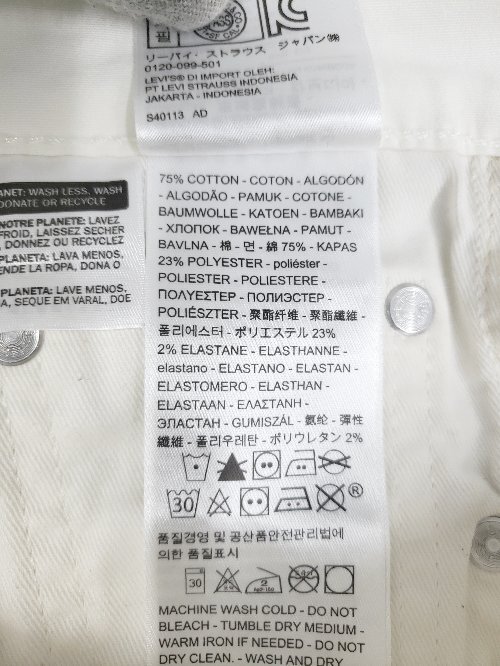 필
SF CAL
リーバイ・ストラウス ジャパン㈱
0120-099-501
LEVI'S® DI IMPORT OLEH:
PT LEVI STRAUSS INDONESIA
JAKARTA - INDONESIA
S40113 AD
ANET: WASH LESS, WASH
DONATE OR RECYCLE
NOTRE PLANETE: LAVEZ
FROID, LAISSEZ SECHER
, DONNEZ OU RECYCLEZ
PLANETA: LAVA MENOS,
ENDE LA ROPA, DONA O
PLANETA: LAVE MENOS,
A, SEQUE EM VARAL, DOE
75% COTTON - COTON - ALGODÓN
- ALGODÃO - PAMUK - COTONE -
BAUMWOLLE - KATOEN - BAMBAKI
- ХЛОПОК - BAWEŁNA - PAMUT -
BAVLNA - 棉 - 면 - 綿 75% - KAPAS
23% POLYESTER - poliéster -
POLIESTER - POLIESTERE -
ΠΟΛΥΕΣΤΕΡ - ПОЛИЭСТЕР -
POLIÉSZTER - 聚酯纤维 - 聚酯纖維 -
폴리에스터 - ポリエステル 23%
2% ELASTANE - ELASTHANNE -
elastano - ELASTANO - ELASTAN -
ELASTOMERO - ELASTHAN -
ELASTAAN - ΕΛΑΣΤΑΝΗ -
ЭЛАСТАН - GUMISZÁL - 氨纶 - 彈性
纖維 - 폴리우레탄 - ポリウレタン 2%
30 ®
품질경영 및 공산품안전관리법에
의한 품질표시
30
MACHINE WASH COLD - DO NOT
BLEACH - TUMBLE DRY MEDIUM -
WARM IRON IF NEEDED - DO NOT
DRY CLEAN. - WASH AND DRY